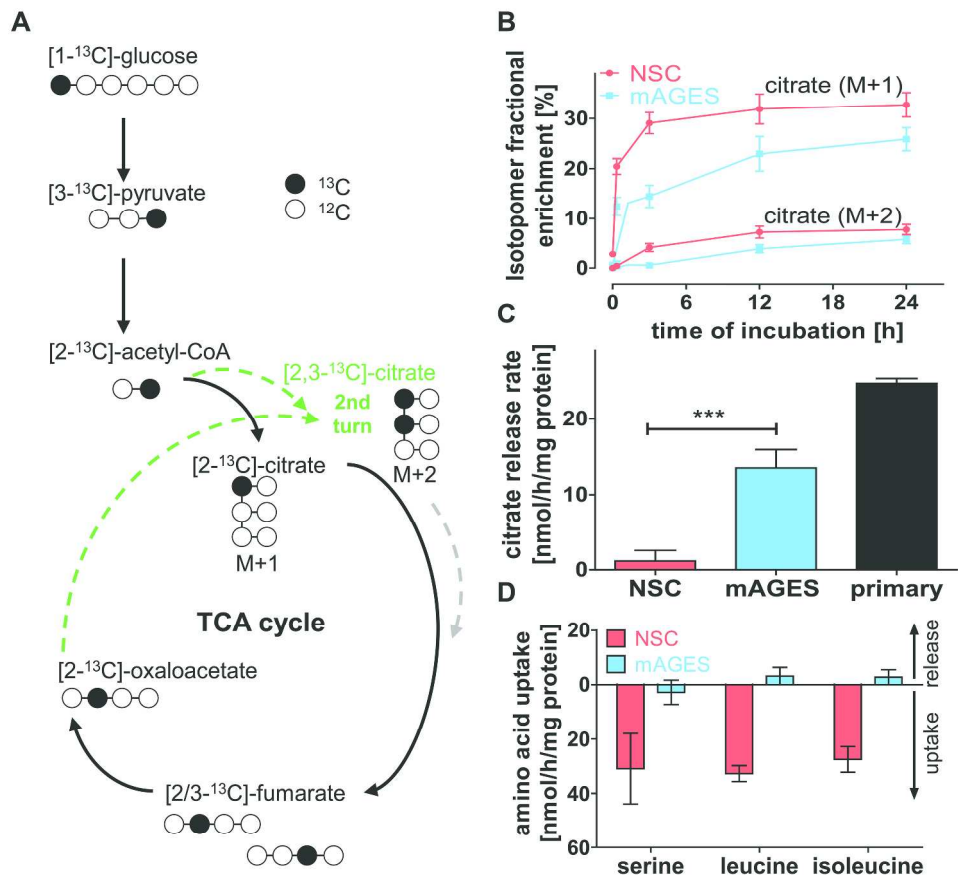 A
[1-¹³C]-glucose
[3-¹³C]-pyruvate
¹³C
¹²C
[2-¹³C]-acetyl-CoA
[2,3-¹³C]-citrate
2nd
turn
M+2
[2-¹³C]-citrate
M+1
TCA cycle
[2-¹³C]-oxaloacetate
[2/3-¹³C]-fumarate
B
Isotopomer fractional
enrichment [%]
NSC
mAGES
citrate (M+1)
citrate (M+2)
30
20
10
0
0 6 12 18 24
time of incubation [h]
C
citrate release rate
[nmol/h/mg protein]
20
10
0
***
NSC mAGES primary
D
amino acid uptake
[nmol/h/mg protein]
20
0
20
40
60
NSC
mAGES
release
uptake
serine leucine isoleucine